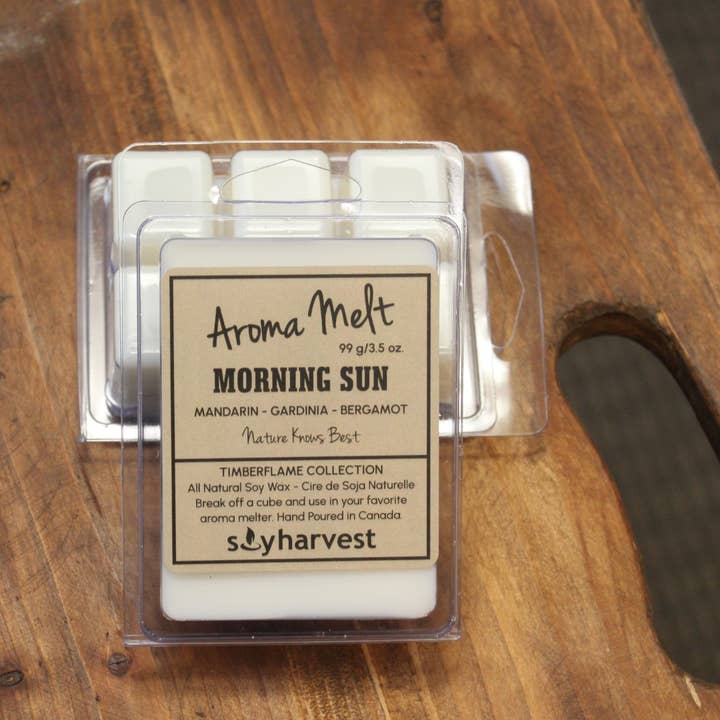 Aroma Melt
99 g/3.5 oz.
MORNING SUN
MANDARIN - GARDINIA - BERGAMOT
Nature Knows Best
TIMBERFLAME COLLECTION
All Natural Soy Wax - Cire de Soja Naturelle
Break off a cube and use in your favorite
aroma melter. Hand Poured in Canada.
soyharvest